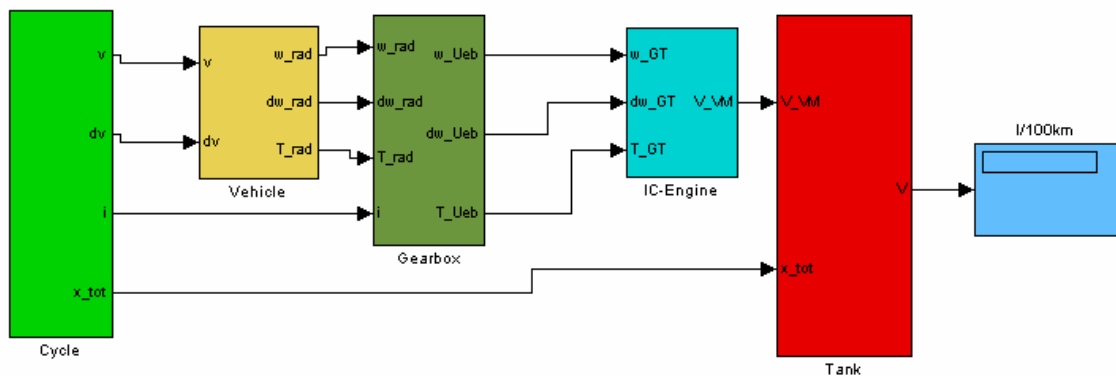 v
dv
i
x_tot
Cycle
v
dv
w_rad
dw_rad
T_rad
Vehicle
w_rad
dw_rad
T_rad
i
w_Ueb
dw_Ueb
T_Ueb
Gearbox
w_GT
dw_GT
T_GT
V_VM
IC-Engine
V_VM
x_tot
V
Tank
l/100km